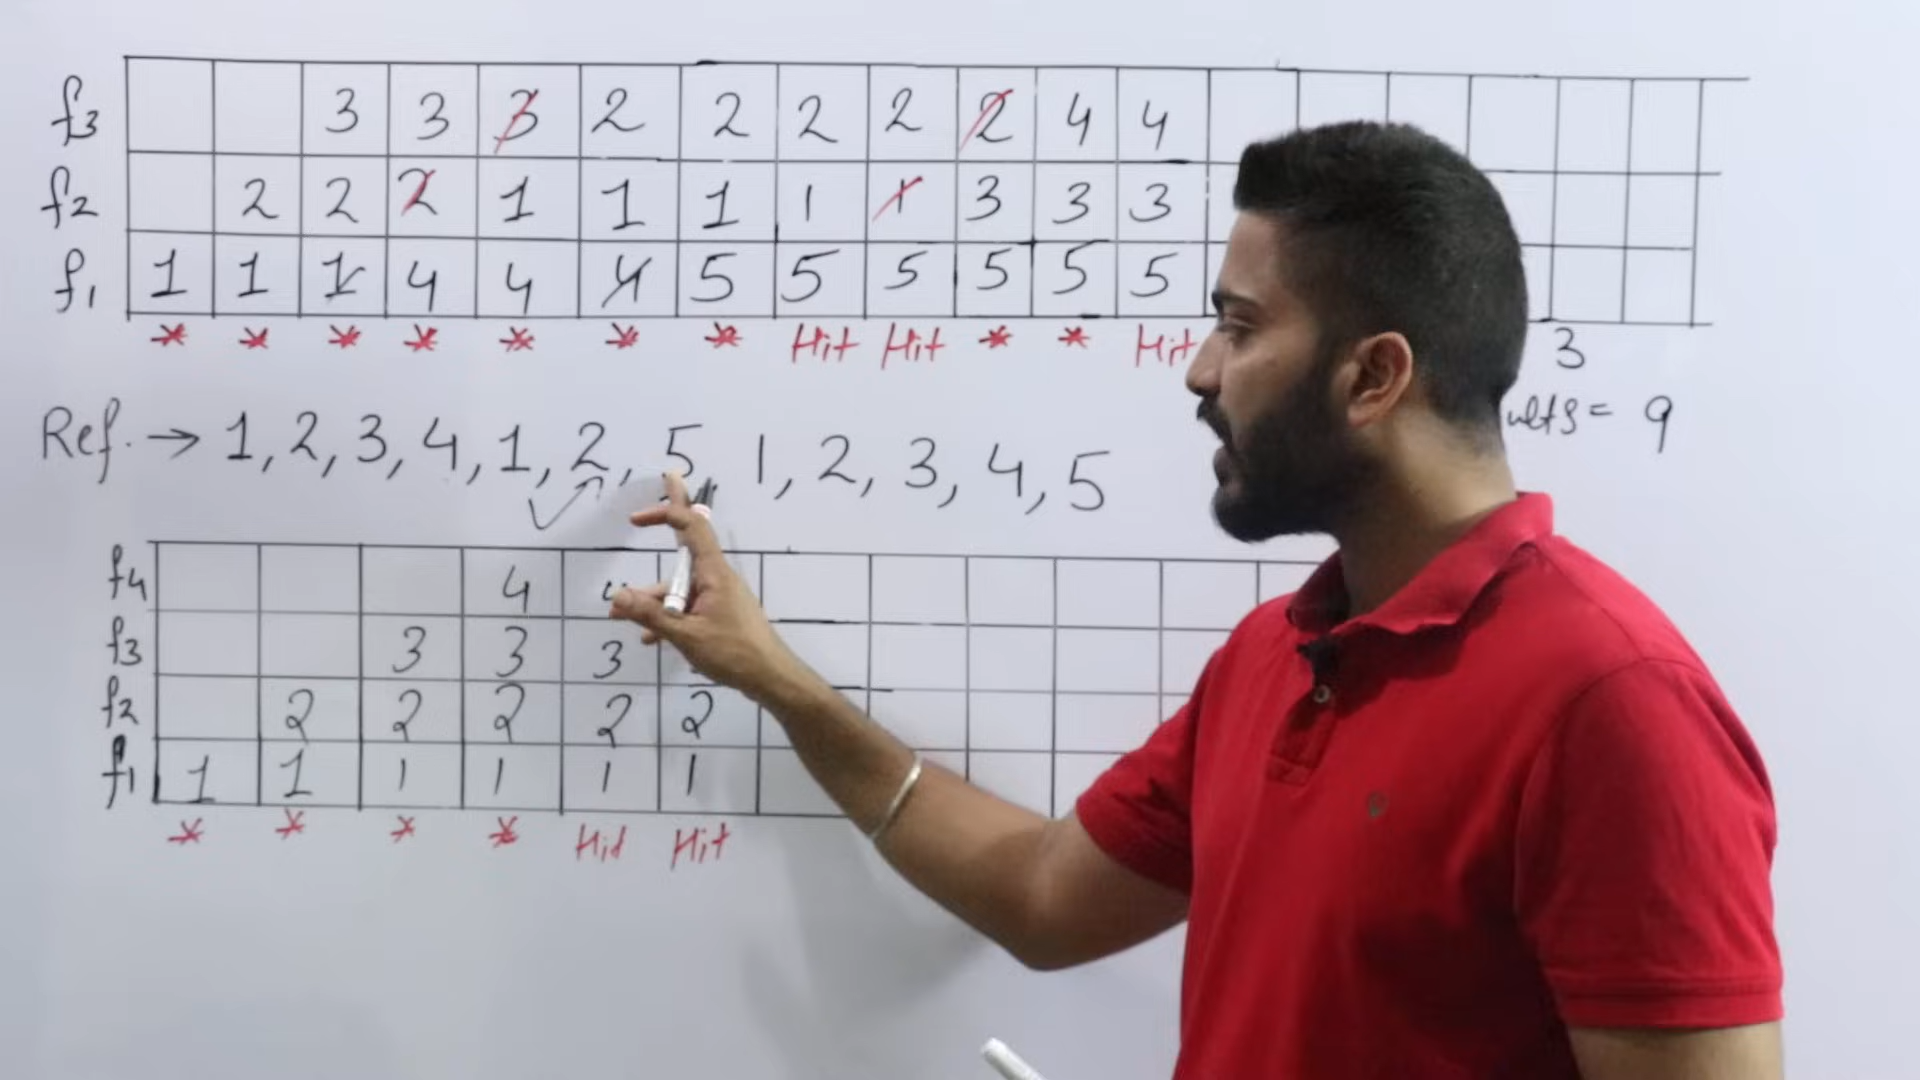 f3 3 3 3 2 2 2 2 2 4 4
f2 2 2 2 1 1 1 1 1 3 3 3
f1 1 1 1 4 4 4 5 5 5 5 5 5
* * * * * * * Hit Hit * * Hit
3
ults = 9
Ref. → 1, 2, 3, 4, 1, 2, 5, 1, 2, 3, 4, 5
f4 4 4
f3 3 3 3
f2 2 2 2 2 2
f1 1 1 1 1 1 1
* * * * Hit Hit